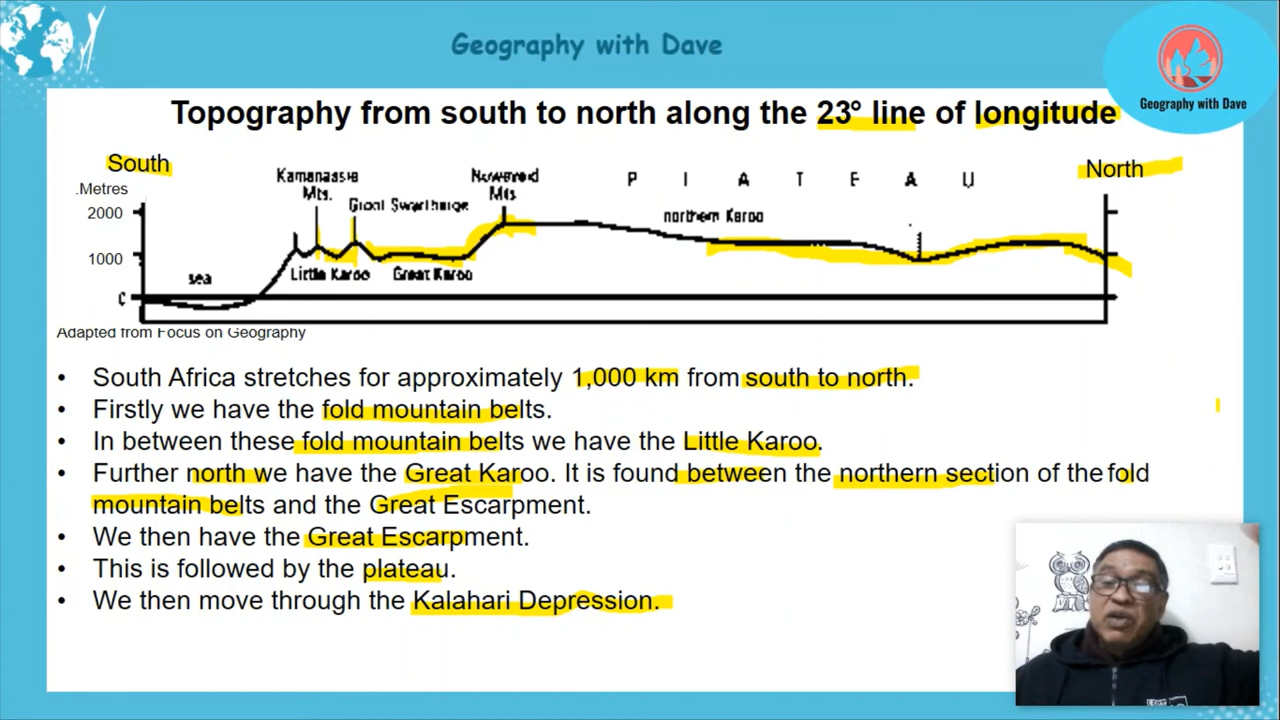 Geography with Dave
Geography with Dave
Topography from south to north along the 23° line of longitude
South
North
.Metres
Kamanassie
Mts.
Groot Swartberge
Mts
P L A T E A U
northern Karoo
2000
1000
sea
Little Karoo
Great Karoo
Adapted from Focus on Geography
• South Africa stretches for approximately 1,000 km from south to north.
• Firstly we have the fold mountain belts.
• In between these fold mountain belts we have the Little Karoo.
• Further north we have the Great Karoo. It is found between the northern section of the fold
mountain belts and the Great Escarpment.
• We then have the Great Escarpment.
• This is followed by the plateau.
• We then move through the Kalahari Depression.